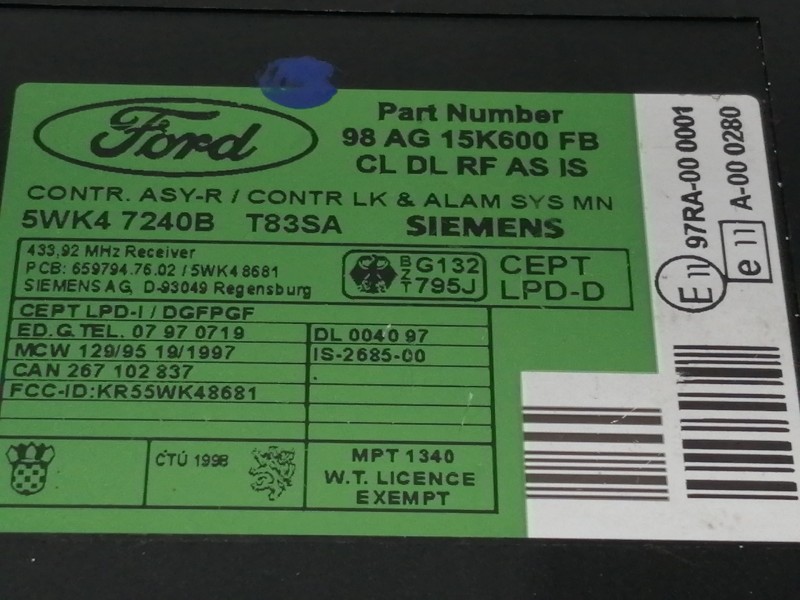 Ford
Part Number
98 AG 15K600 FB
CL DL RF AS IS
CONTR. ASY-R / CONTR LK & ALAM SYS MN
5WK4 7240B T83SA SIEMENS
433,92 MHz Receiver
PCB: 659794.76.02 / 5WK48681
SIEMENS AG, D-93049 Regensburg
BZT G132 795J
CEPT LPD-D
CEPT LPD-I / DGFPGF
ED.G.TEL. 07 97 0719 DL 0040 97
MCW 129/95 19/1997 IS-2685-00
CAN 267 102 837
FCC-ID:KR55WK48681
ČTÚ 1998
MPT 1340
W.T. LICENCE
EXEMPT
E11 97RA-00 0001
e11 A-00 0280